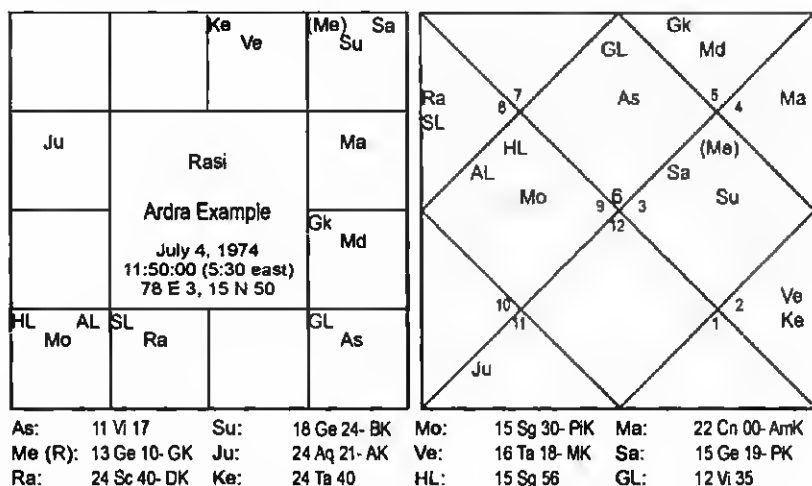 Ke (Me) Sa
Ve Su
Ju
Ma
Rasi
Ardra Exampie
July 4, 1974
11:50:00 (5:30 east)
78 E 3, 15 N 50
Gk
Md
HL AL SL GL
Mo Ra As
Gk
GL Md
Ra 7 As 5 Ma
8 4
SL
HL (Me)
AL Sa
Mo 6 Su
9 3
12
Ve
10 2 Ke
11 1
Ju
As: 11 Vi 17 Su: 18 Ge 24- BK Mo: 15 Sg 30- PiK Ma: 22 Cn 00- AmK
Me (R): 13 Ge 10- GK Ju: 24 Aq 21- AK Ve: 16 Ta 18- MK Sa: 15 Ge 19- PK
Ra: 24 Sc 40- DK Ke: 24 Ta 40 HL: 15 Sg 56 GL: 12 Vi 35